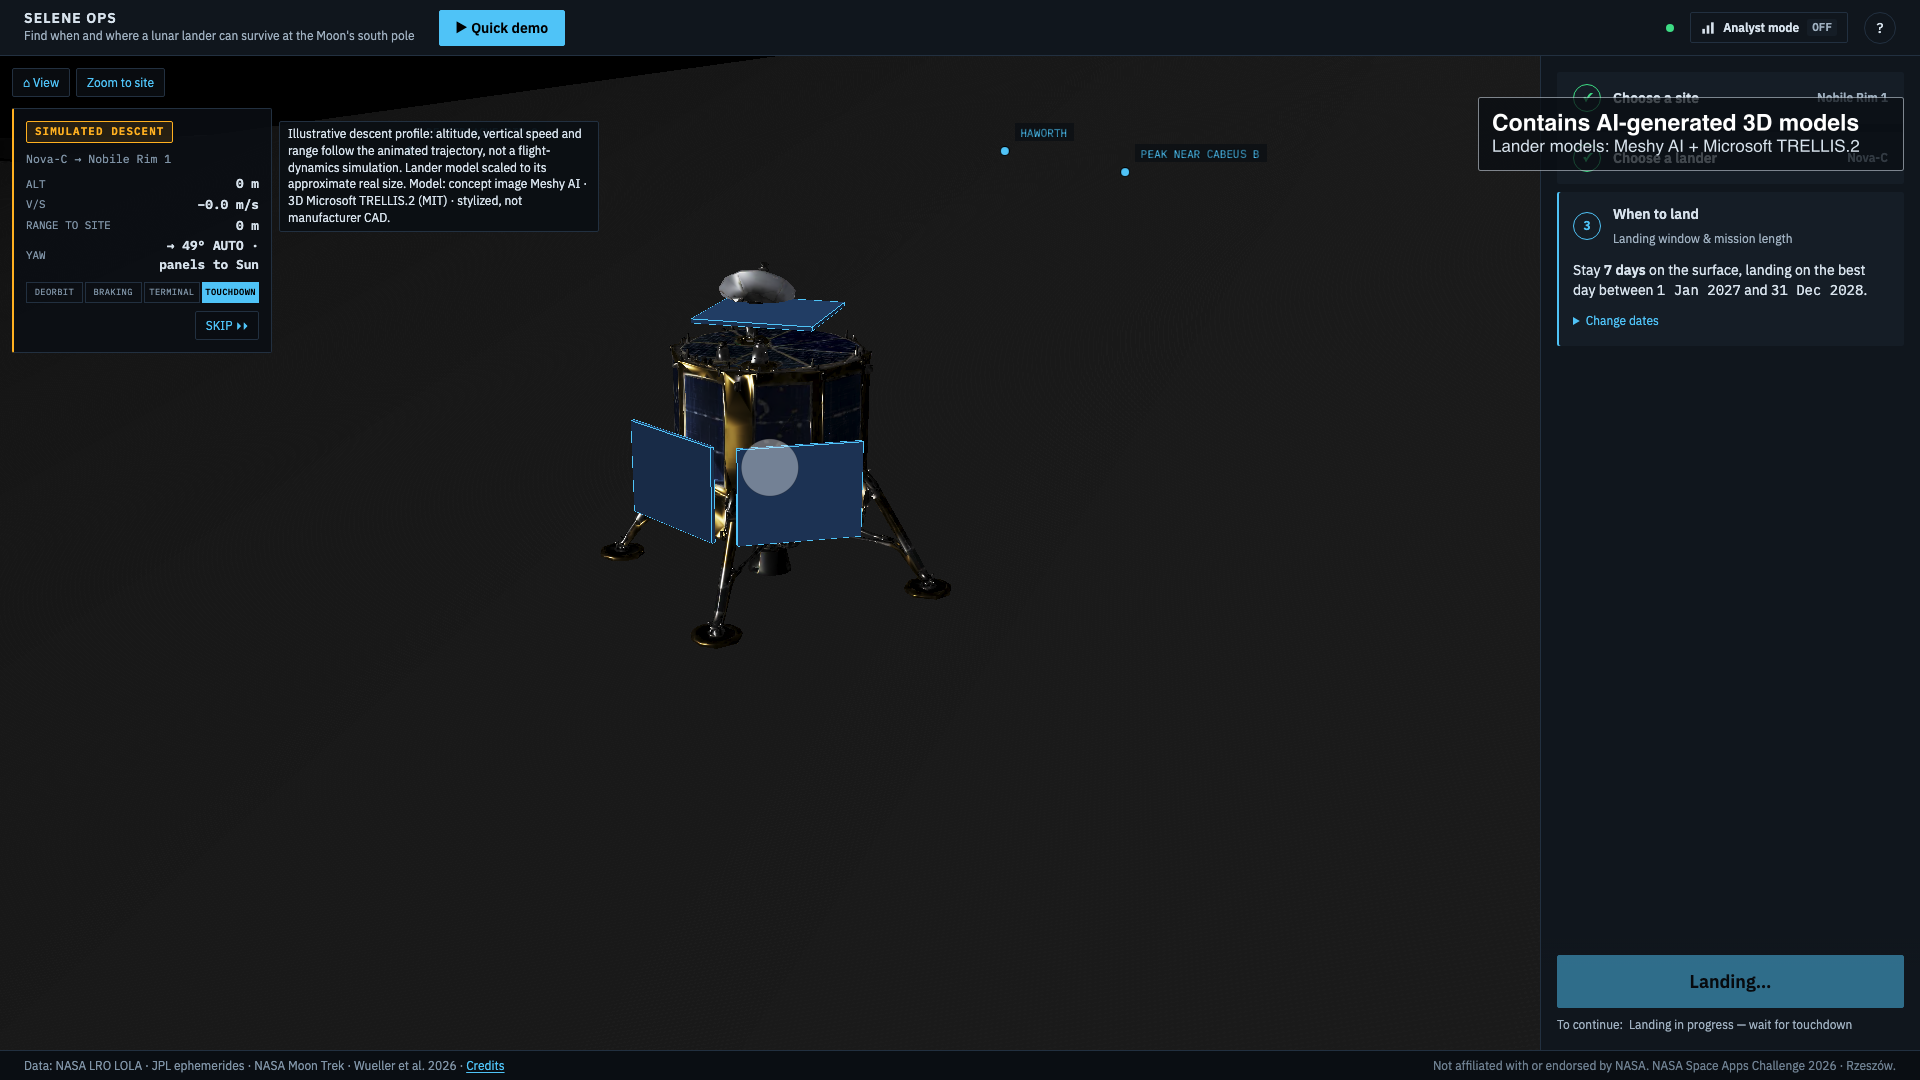 SELENE OPS
Find when and where a lunar lander can survive at the Moon's south pole
▶ Quick demo
Analyst mode OFF
?
⌂ View
Zoom to site
SIMULATED DESCENT
Nova-C → Nobile Rim 1
ALT 0 m
V/S −0.0 m/s
RANGE TO SITE 0 m
YAW → 49° AUTO ·
panels to Sun
DEORBIT BRAKING TERMINAL TOUCHDOWN
SKIP
Illustrative descent profile: altitude, vertical speed and
range follow the animated trajectory, not a flight-
dynamics simulation. Lander model scaled to its
approximate real size. Model: concept image Meshy AI ·
3D Microsoft TRELLIS.2 (MIT) · stylized, not
manufacturer CAD.
HAWORTH
PEAK NEAR CABEUS B
Choose a site Nobile Rim 1
Contains AI-generated 3D models
Lander models: Meshy AI + Microsoft TRELLIS.2
Choose a lander Nova-C
3
When to land
Landing window & mission length
Stay 7 days on the surface, landing on the best
day between 1 Jan 2027 and 31 Dec 2028.
▶ Change dates
Landing...
To continue: Landing in progress — wait for touchdown
Data: NASA LRO LOLA · JPL ephemerides · NASA Moon Trek · Wueller et al. 2026 · Credits
Not affiliated with or endorsed by NASA. NASA Space Apps Challenge 2026 · Rzeszów.